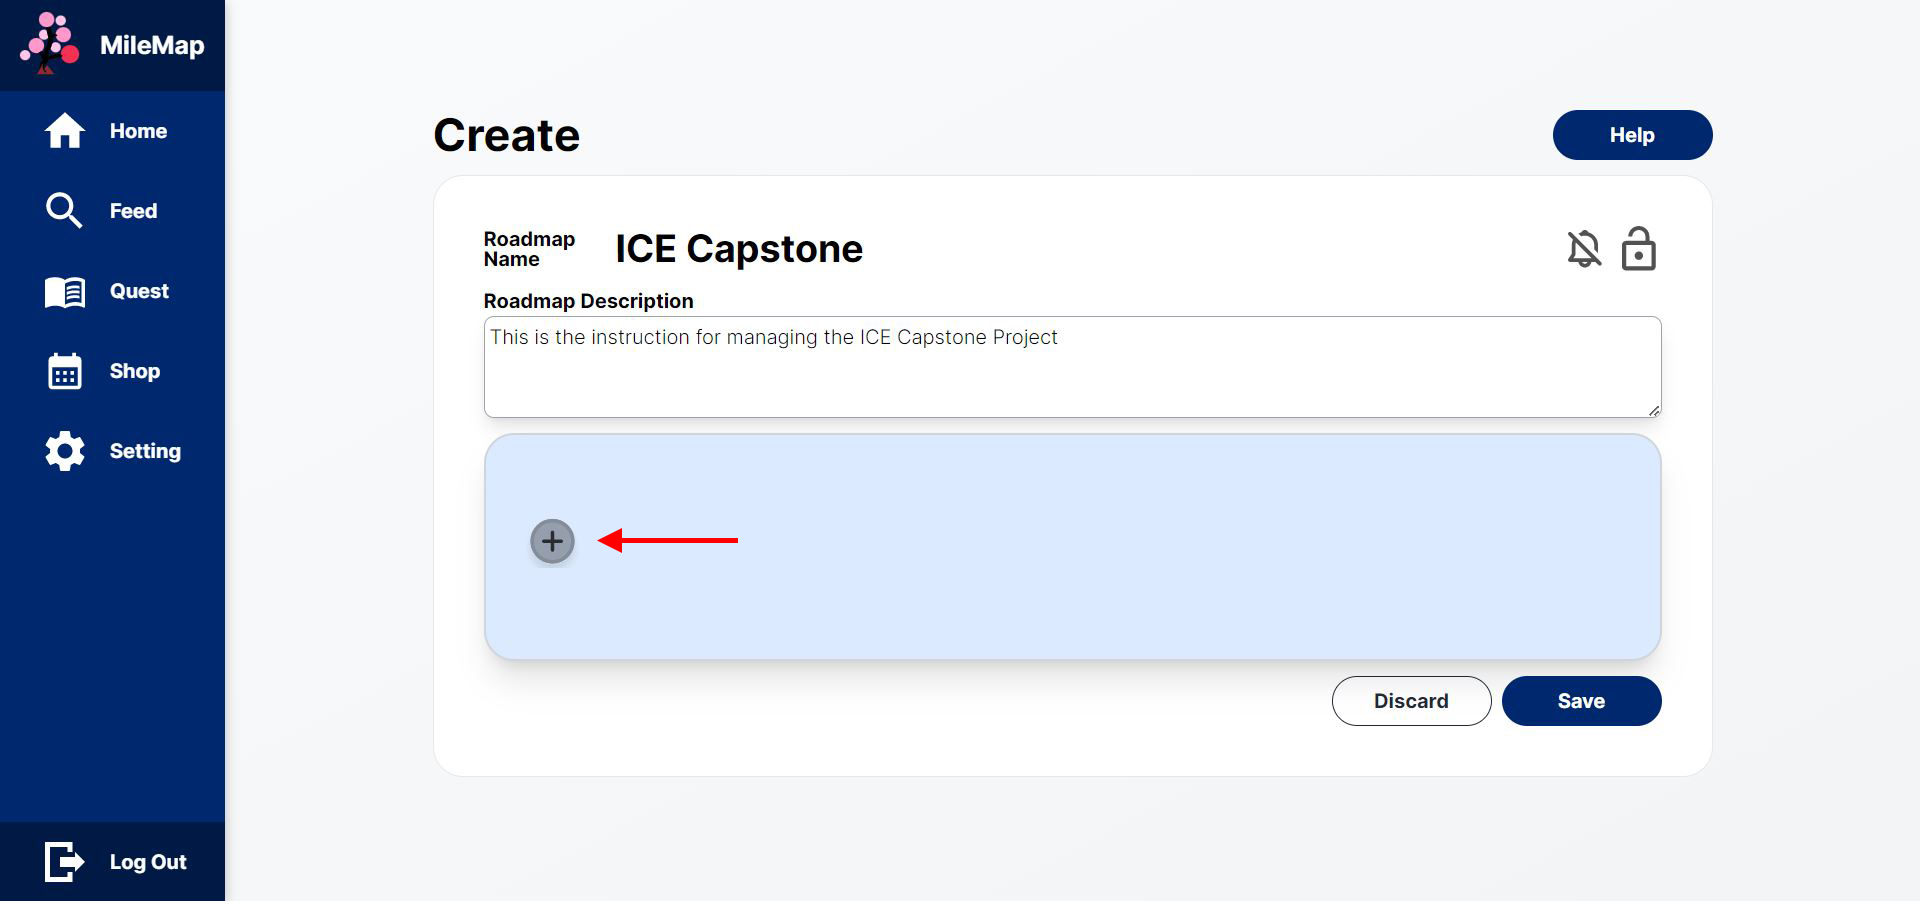 MileMap
Home
Feed
Quest
Shop
Setting
Log Out
Create
Help
Roadmap
Name
ICE Capstone
Roadmap Description
This is the instruction for managing the ICE Capstone Project
Discard
Save